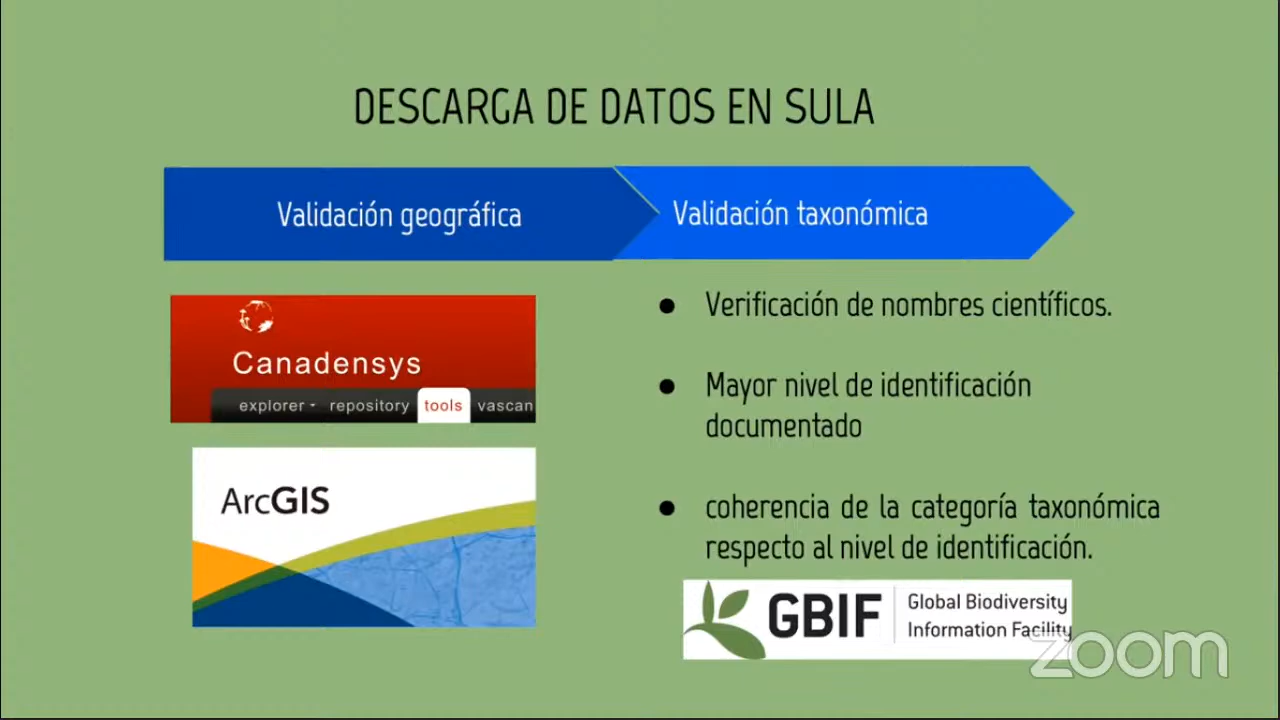 DESCARGA DE DATOS EN SULA
Validación geográfica
Validación taxonómica
Canadensys
explorer repository tools vascan
ArcGIS
● Verificación de nombres científicos.
● Mayor nivel de identificación
documentado
● coherencia de la categoría taxonómica
respecto al nivel de identificación.
GBIF
Global Biodiversity
Information Facility
zoom